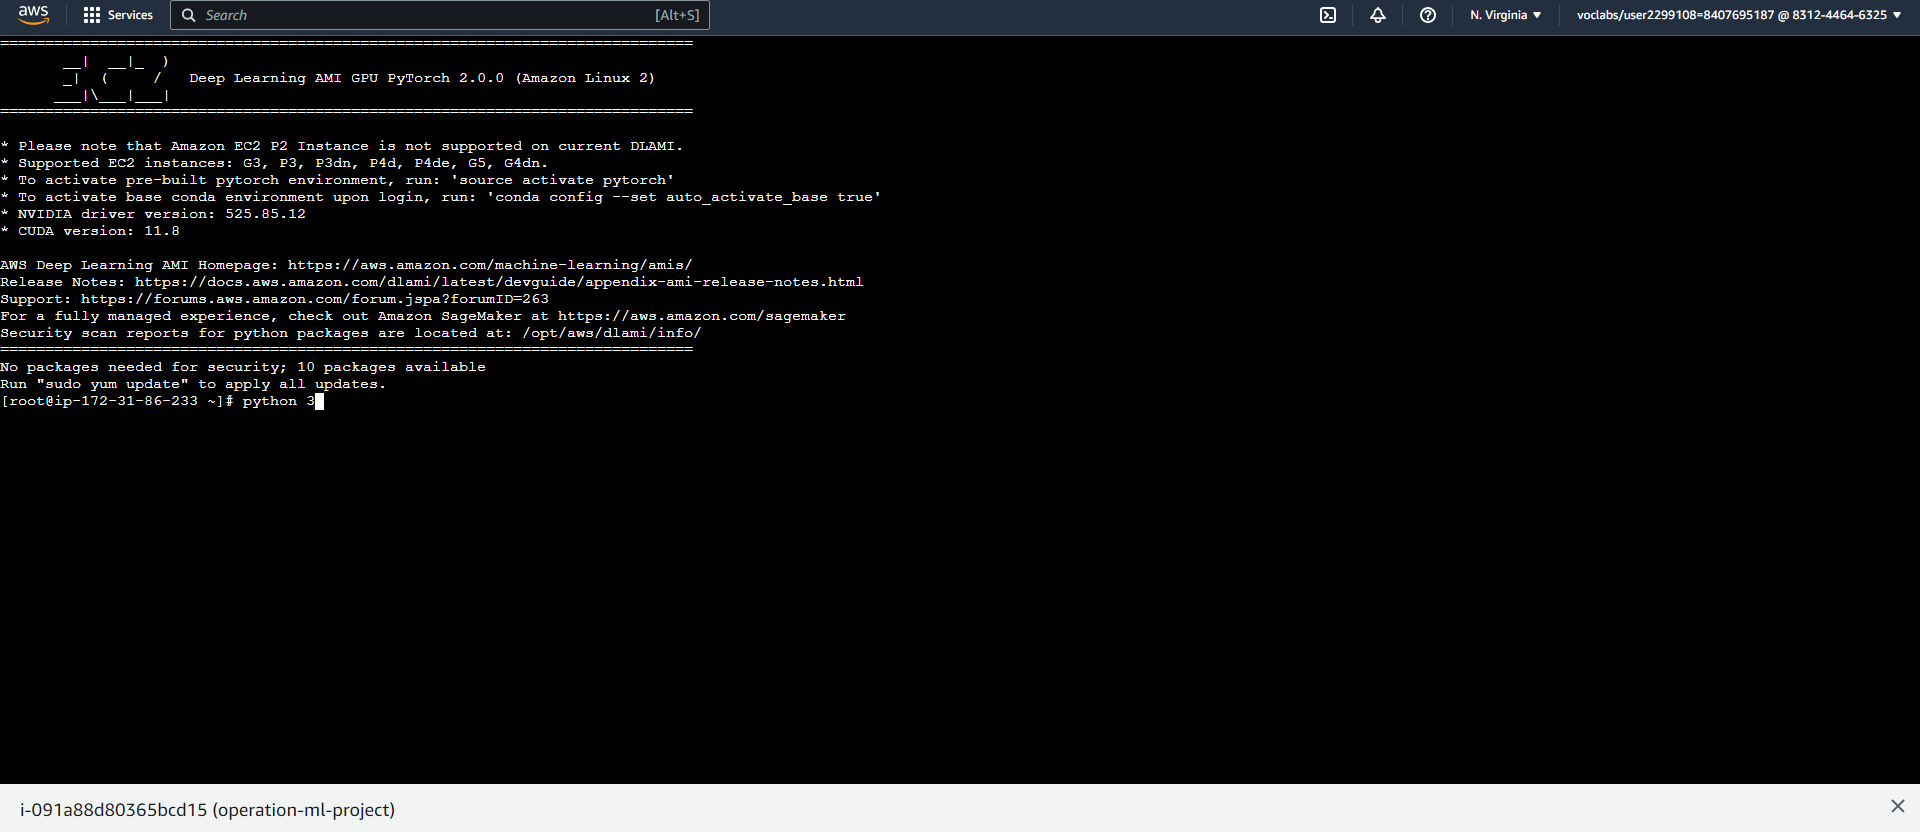 aws
Services
Search
[Alt+S]
N. Virginia
voclabs/user2299108=8407695187 @ 8312-4464-6325
=============================================================================
       __|  __|_  )
       _|  (     /   Deep Learning AMI GPU PyTorch 2.0.0 (Amazon Linux 2)
      ___|\___|___|
=============================================================================
* Please note that Amazon EC2 P2 Instance is not supported on current DLAMI.
* Supported EC2 instances: G3, P3, P3dn, P4d, P4de, G5, G4dn.
* To activate pre-built pytorch environment, run: 'source activate pytorch'
* To activate base conda environment upon login, run: 'conda config --set auto_activate_base true'
* NVIDIA driver version: 525.85.12
* CUDA version: 11.8
AWS Deep Learning AMI Homepage: https://aws.amazon.com/machine-learning/amis/
Release Notes: https://docs.aws.amazon.com/dlami/latest/devguide/appendix-ami-release-notes.html
Support: https://forums.aws.amazon.com/forum.jspa?forumID=263
For a fully managed experience, check out Amazon SageMaker at https://aws.amazon.com/sagemaker
Security scan reports for python packages are located at: /opt/aws/dlami/info/
=============================================================================
No packages needed for security; 10 packages available
Run "sudo yum update" to apply all updates.
[root@ip-172-31-86-233 ~]# python 3
i-091a88d80365bcd15 (operation-ml-project)